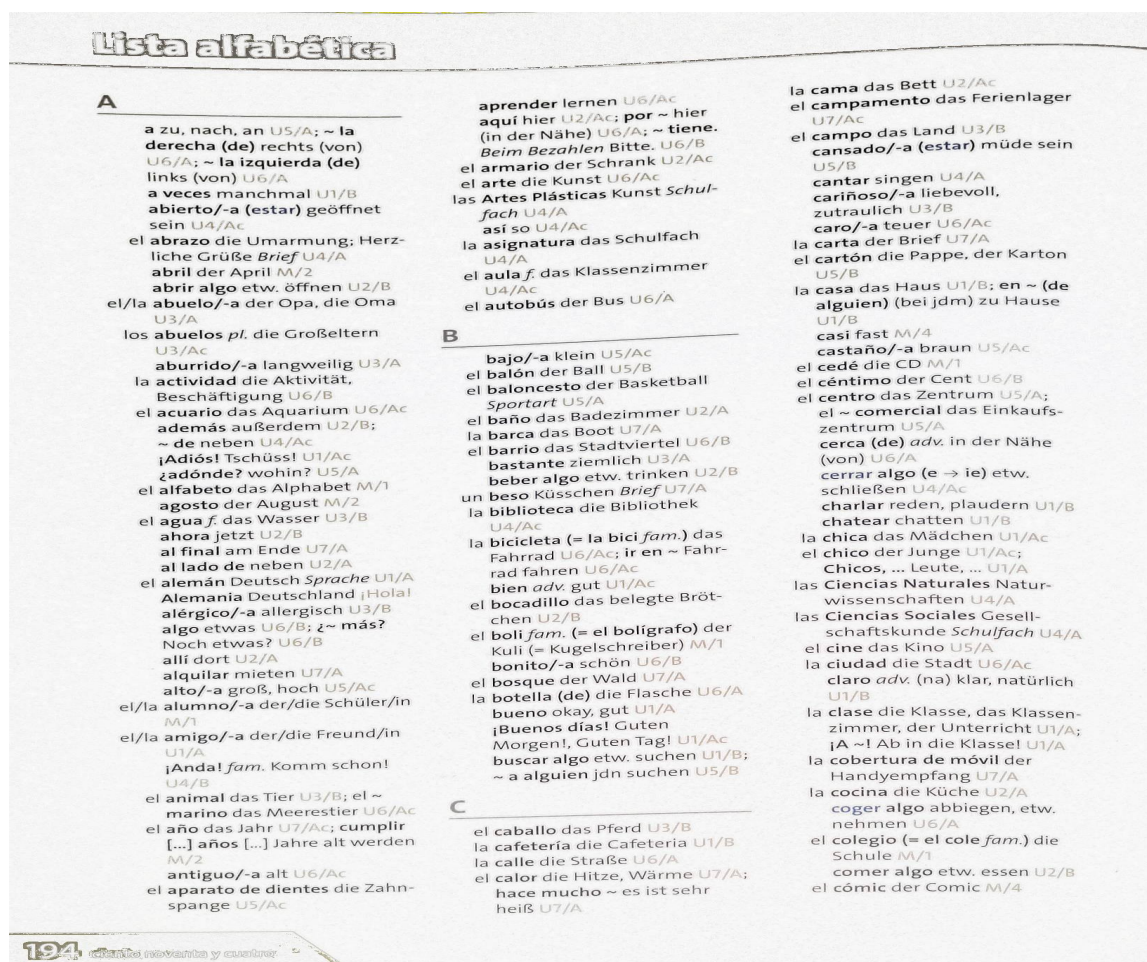 Lista alfabética
A
a zu, nach, an U5/A; ~ la
derecha (de) rechts (von)
U6/A; ~ la izquierda (de)
links (von) U6/A
a veces manchmal U1/B
abierto/-a (estar) geöffnet
sein U4/Ac
el abrazo die Umarmung; Herz-
liche Grüße Brief U4/A
abril der April M/2
abrir algo etw. öffnen U2/B
el/la abuelo/-a der Opa, die Oma
U3/A
los abuelos pl. die Großeltern
U3/Ac
aburrido/-a langweilig U3/A
la actividad die Aktivität,
Beschäftigung U6/B
el acuario das Aquarium U6/Ac
además außerdem U2/B;
~ de neben U4/Ac
¡Adiós! Tschüss! U1/Ac
¿adónde? wohin? U5/A
el alfabeto das Alphabet M/1
agosto der August M/2
el agua f. das Wasser U3/B
ahora jetzt U2/B
al final am Ende U7/A
al lado de neben U2/A
el alemán Deutsch Sprache U1/A
Alemania Deutschland ¡Hola!
alérgico/-a allergisch U3/B
algo etwas U6/B; ¿~ más?
Noch etwas? U6/B
allí dort U2/A
alquilar mieten U7/A
alto/-a groß, hoch U5/Ac
el/la alumno/-a der/die Schüler/in
M/1
el/la amigo/-a der/die Freund/in
U1/A
¡Anda! fam. Komm schon!
U4/B
el animal das Tier U3/B; el ~
marino das Meerestier U6/Ac
el año das Jahr U7/Ac; cumplir
[...] años [...] Jahre alt werden
M/2
antiguo/-a alt U6/Ac
el aparato de dientes die Zahn-
spange U5/Ac
aprender lernen U6/Ac
aquí hier U2/Ac; por ~ hier
(in der Nähe) U6/A; ~ tiene.
Beim Bezahlen Bitte. U6/B
el armario der Schrank U2/Ac
el arte die Kunst U6/Ac
las Artes Plásticas Kunst Schul-
fach U4/A
así so U4/Ac
la asignatura das Schulfach
U4/A
el aula f. das Klassenzimmer
U4/Ac
el autobús der Bus U6/A
B
bajo/-a klein U5/Ac
el balón der Ball U5/B
el baloncesto der Basketball
Sportart U5/A
el baño das Badezimmer U2/A
la barca das Boot U7/A
el barrio das Stadtviertel U6/B
bastante ziemlich U3/A
beber algo etw. trinken U2/B
un beso Küsschen Brief U7/A
la biblioteca die Bibliothek
U4/Ac
la bicicleta (= la bici fam.) das
Fahrrad U6/Ac; ir en ~ Fahr-
rad fahren U6/Ac
bien adv. gut U1/Ac
el bocadillo das belegte Bröt-
chen U2/B
el boli fam. (= el bolígrafo) der
Kuli (= Kugelschreiber) M/1
bonito/-a schön U6/B
el bosque der Wald U7/A
la botella (de) die Flasche U6/A
bueno okay, gut U1/A
¡Buenos días! Guten
Morgen!, Guten Tag! U1/Ac
buscar algo etw. suchen U1/B;
~ a alguien jdn suchen U5/B
C
el caballo das Pferd U3/B
la cafetería die Cafeteria U1/B
la calle die Straße U6/A
el calor die Hitze, Wärme U7/A;
hace mucho ~ es ist sehr
heiß U7/A
la cama das Bett U2/Ac
el campamento das Ferienlager
U7/Ac
el campo das Land U3/B
cansado/-a (estar) müde sein
U5/B
cantar singen U4/A
cariñoso/-a liebevoll,
zutraulich U3/B
caro/-a teuer U6/Ac
la carta der Brief U7/A
el cartón die Pappe, der Karton
U5/B
la casa das Haus U1/B; en ~ (de
alguien) (bei jdm) zu Hause
U1/B
casi fast M/4
castaño/-a braun U5/Ac
el cedé die CD M/1
el céntimo der Cent U6/B
el centro das Zentrum U5/A;
el ~ comercial das Einkaufs-
zentrum U5/A
cerca (de) adv. in der Nähe
(von) U6/A
cerrar algo (e → ie) etw.
schließen U4/Ac
charlar reden, plaudern U1/B
chatear chatten U1/B
la chica das Mädchen U1/Ac
el chico der Junge U1/Ac;
Chicos, ... Leute, ... U1/A
las Ciencias Naturales Natur-
wissenschaften U4/A
las Ciencias Sociales Gesell-
schaftskunde Schulfach U4/A
el cine das Kino U5/A
la ciudad die Stadt U6/Ac
claro adv. (na) klar, natürlich
U1/B
la clase die Klasse, das Klassen-
zimmer, der Unterricht U1/A;
¡A ~! Ab in die Klasse! U1/A
la cobertura de móvil der
Handyempfang U7/A
la cocina die Küche U2/A
coger algo abbiegen, etw.
nehmen U6/A
el colegio (= el cole fam.) die
Schule M/1
comer algo etw. essen U2/B
el cómic der Comic M/4
194 ciento noventa y cuatro